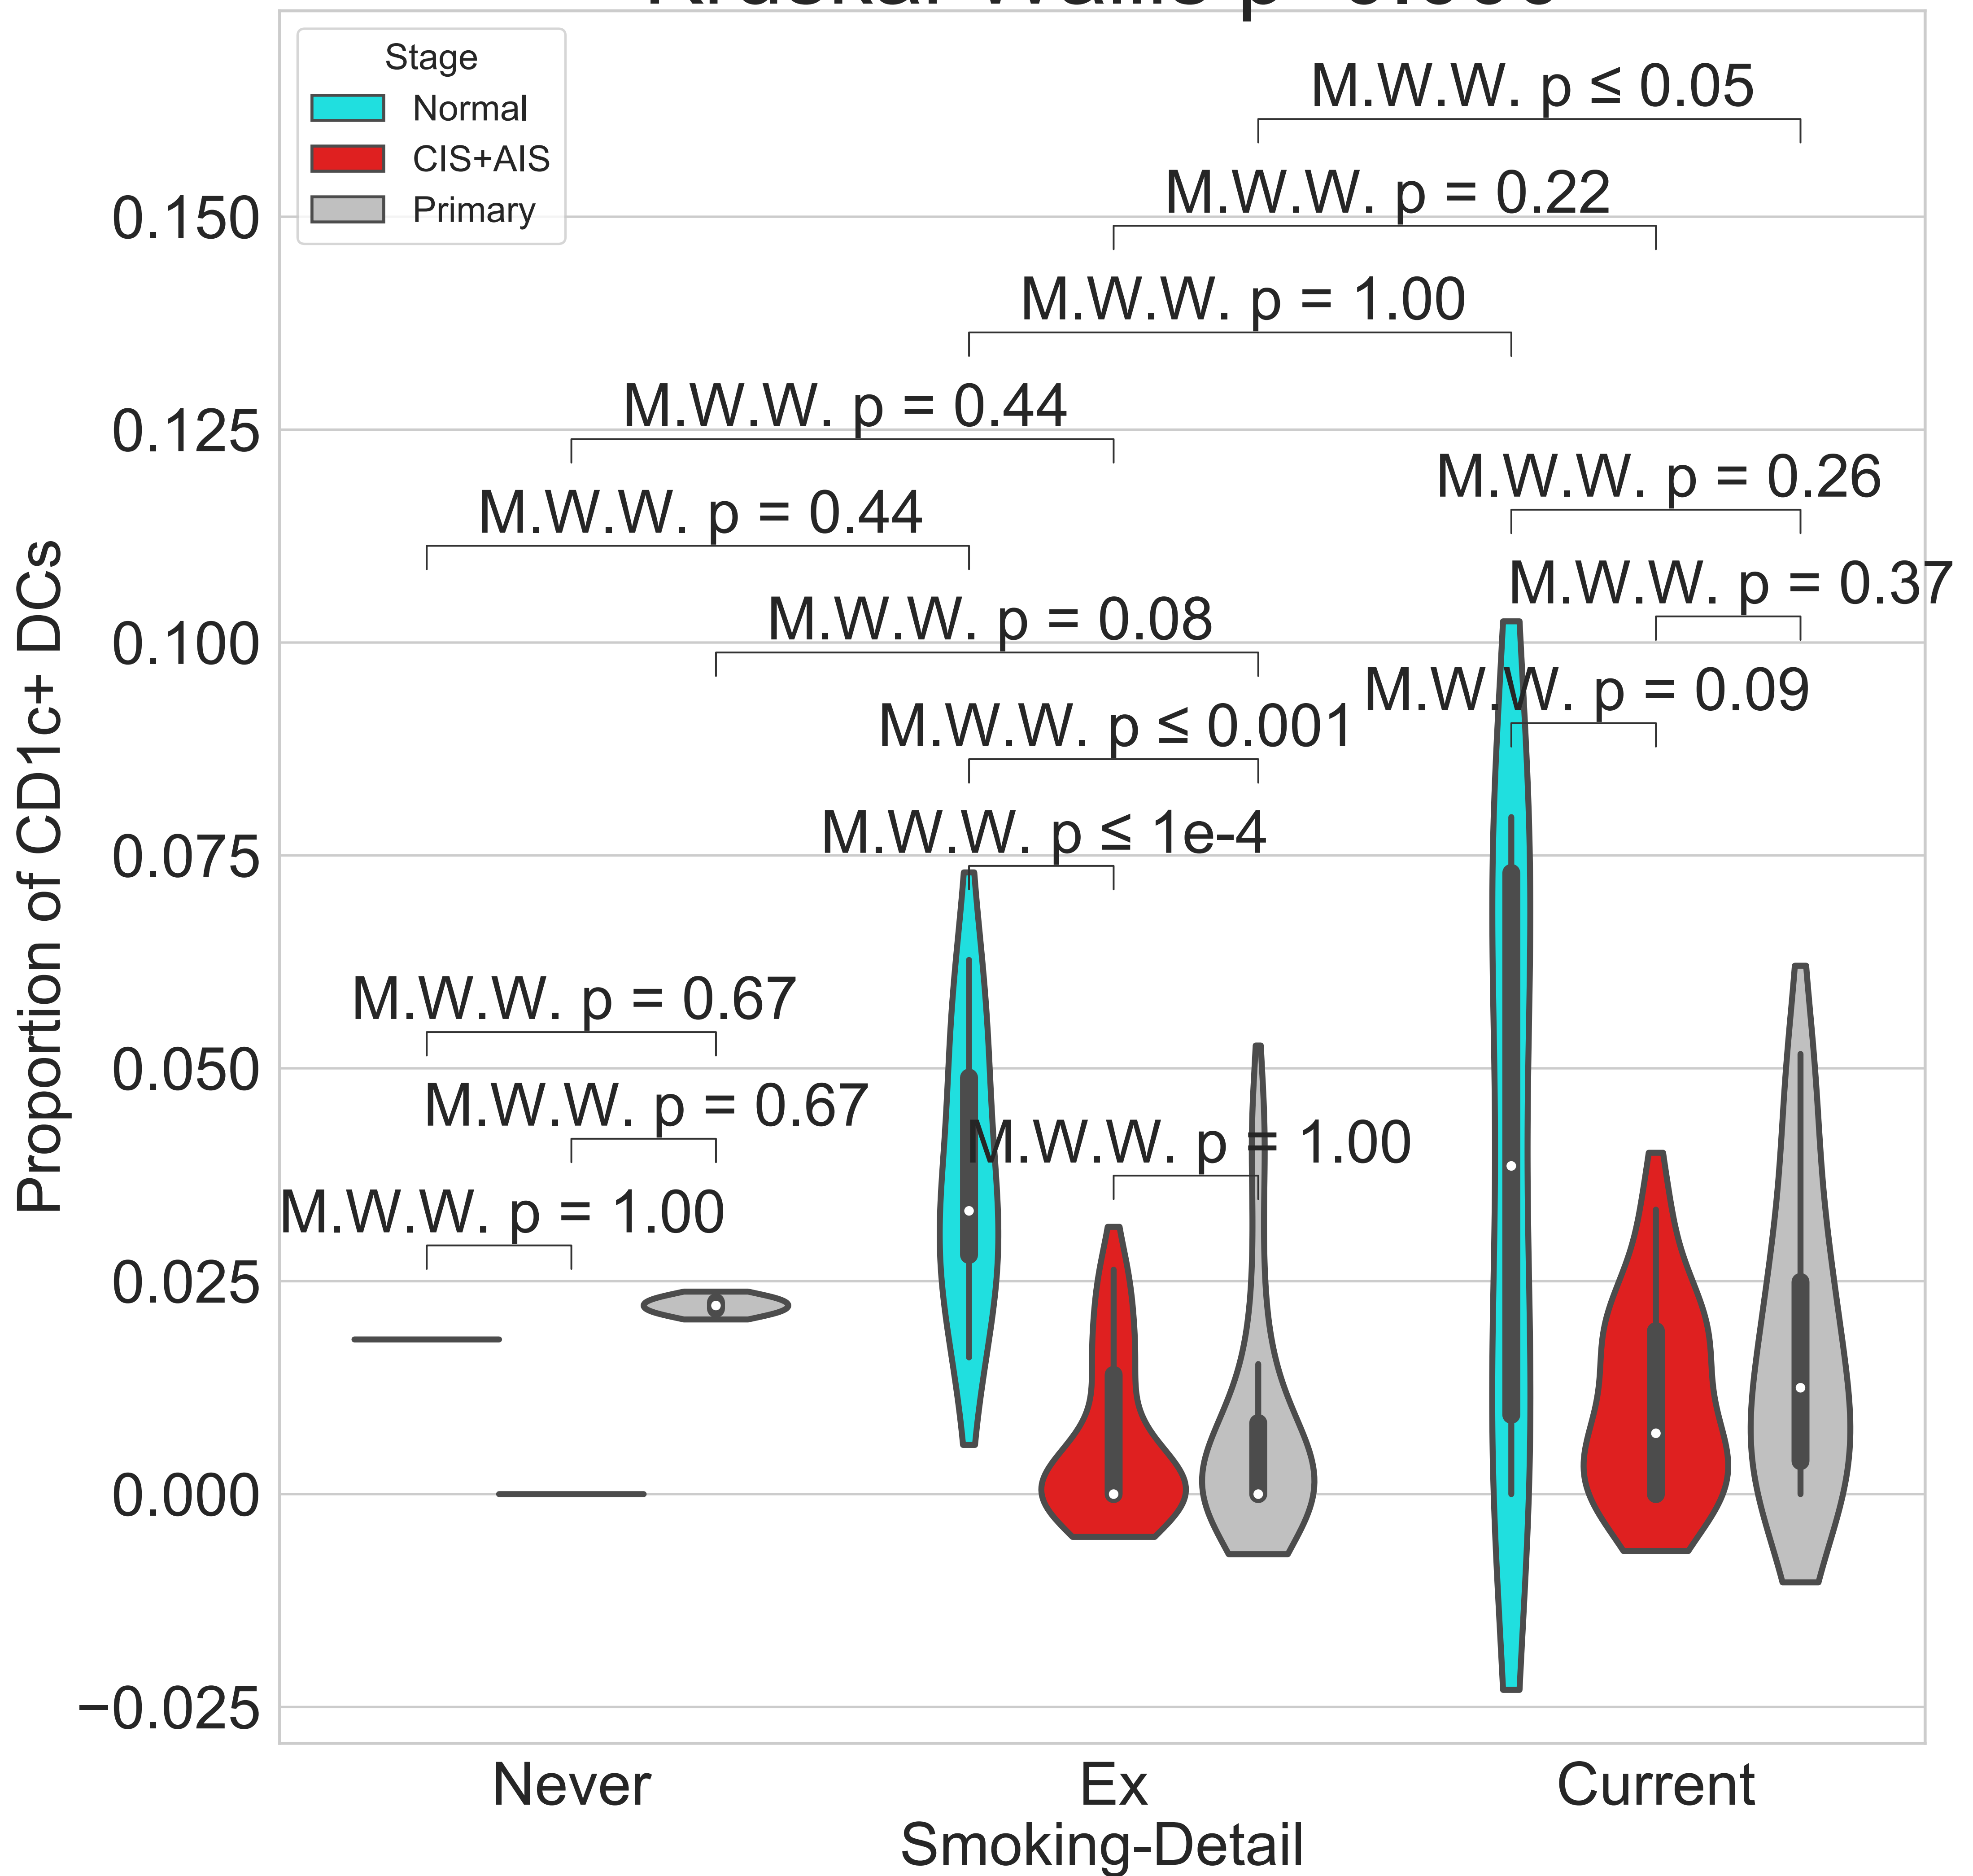 Stage
Normal
CIS+AIS
Primary
M.W.W. p ≤ 0.05
M.W.W. p = 0.22
M.W.W. p = 1.00
M.W.W. p = 0.44
M.W.W. p = 0.26
M.W.W. p = 0.44
M.W.W. p = 0.37
M.W.W. p = 0.08
M.W.W. p = 0.09
M.W.W. p ≤ 0.001
M.W.W. p ≤ 1e-4
M.W.W. p = 0.67
M.W.W. p = 0.67
M.W.W. p = 1.00
M.W.W. p = 1.00
0.150
0.125
0.100
0.075
0.050
0.025
0.000
−0.025
Proportion of CD1c+ DCs
Never
Ex
Current
Smoking-Detail